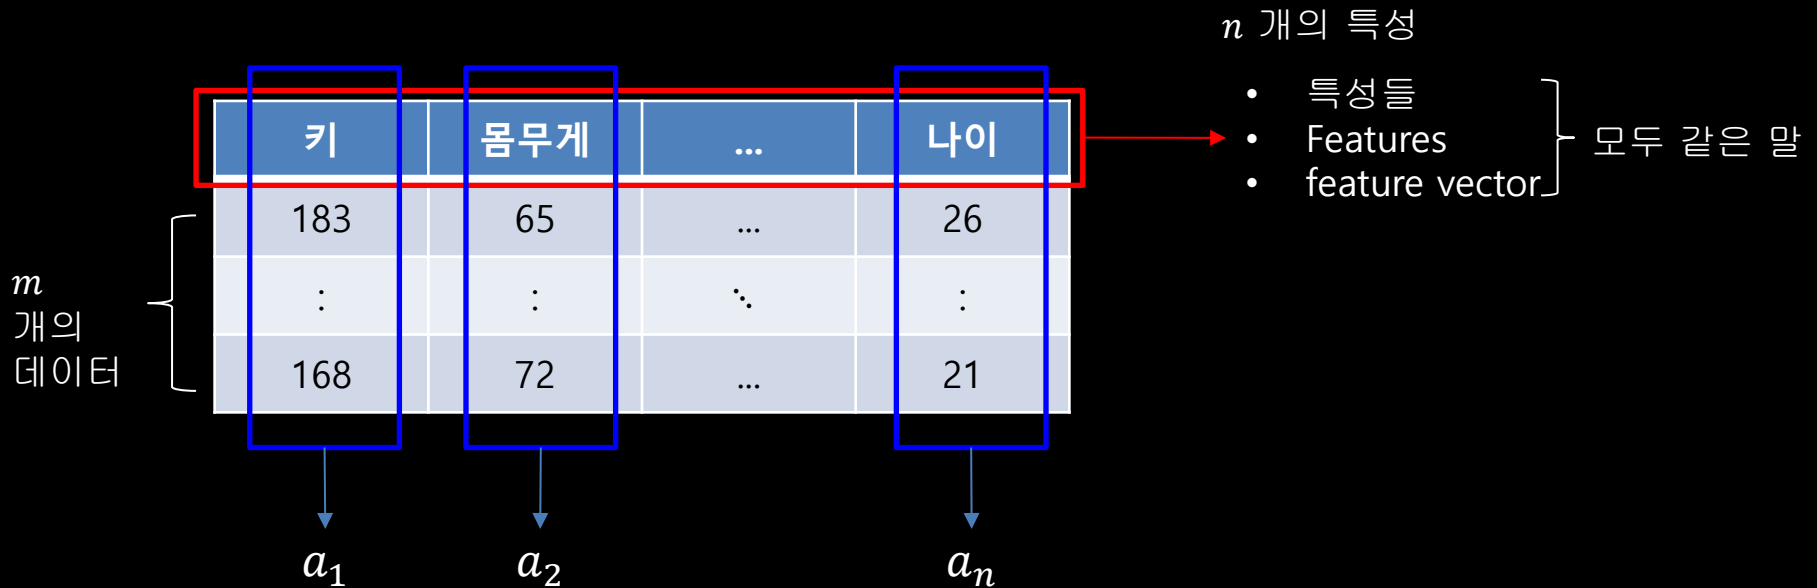 n 개의 특성
• 특성들
• Features
• feature vector
모두 같은 말
키 몸무게 ... 나이
183 65 ... 26
⋮ ⋮ ⋱ ⋮
168 72 ... 21
m
개의
데이터
a₁ a₂ aₙ